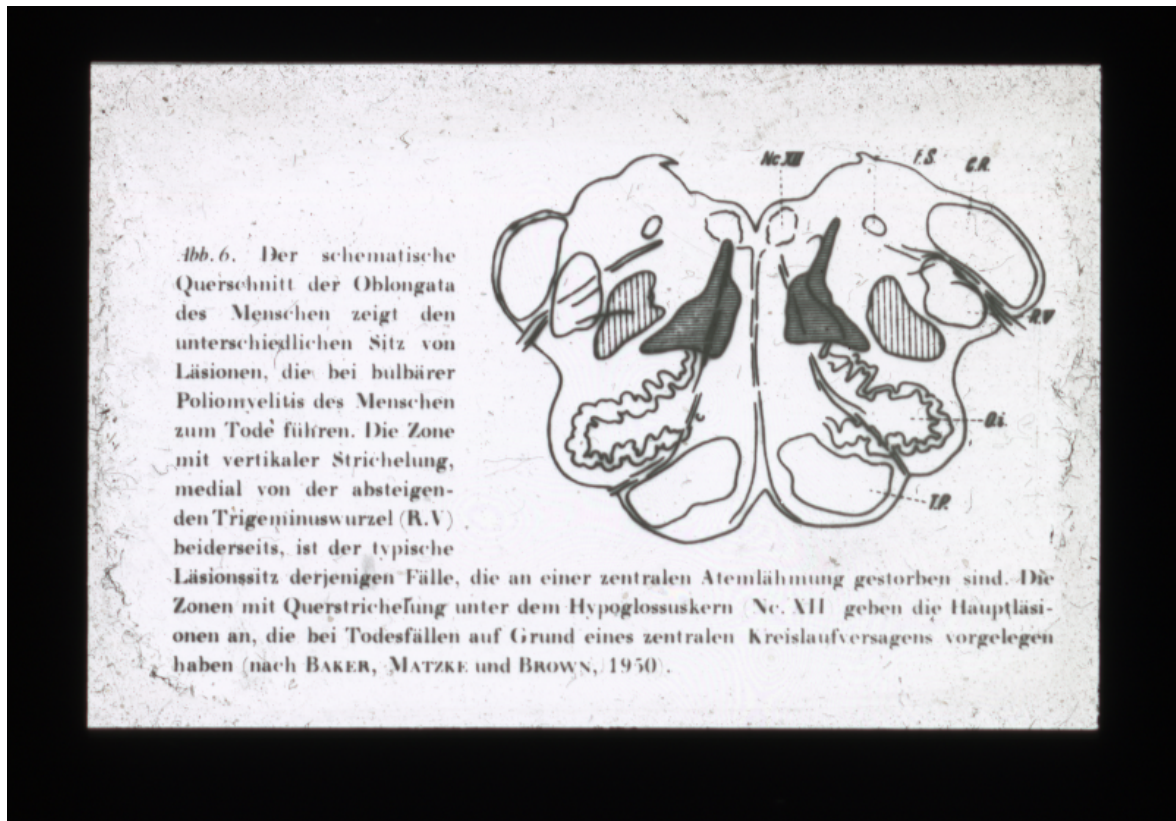 Nc. XII
F. S.
C.R.
R.V
O.i.
T.P.
Abb. 6. Der schematische
Querschnitt der Oblongata
des Menschen zeigt den
unterschiedlichen Sitz von
Läsionen, die bei bulbärer
Poliomyelitis des Menschen
zum Tode führen. Die Zone
mit vertikaler Strichelung,
medial von der absteigen-
den Trigeminuswurzel (R.V)
beiderseits, ist der typische
Läsionssitz derjenigen Fälle, die an einer zentralen Atemlähmung gestorben sind. Die
Zonen mit Querstrichelung unter dem Hypoglossuskern (Nc. XII) geben die Hauptläsi-
onen an, die bei Todesfällen auf Grund eines zentralen Kreislaufversagens vorgelegen
haben (nach BAKER, MATZKE und BROWN, 1950).